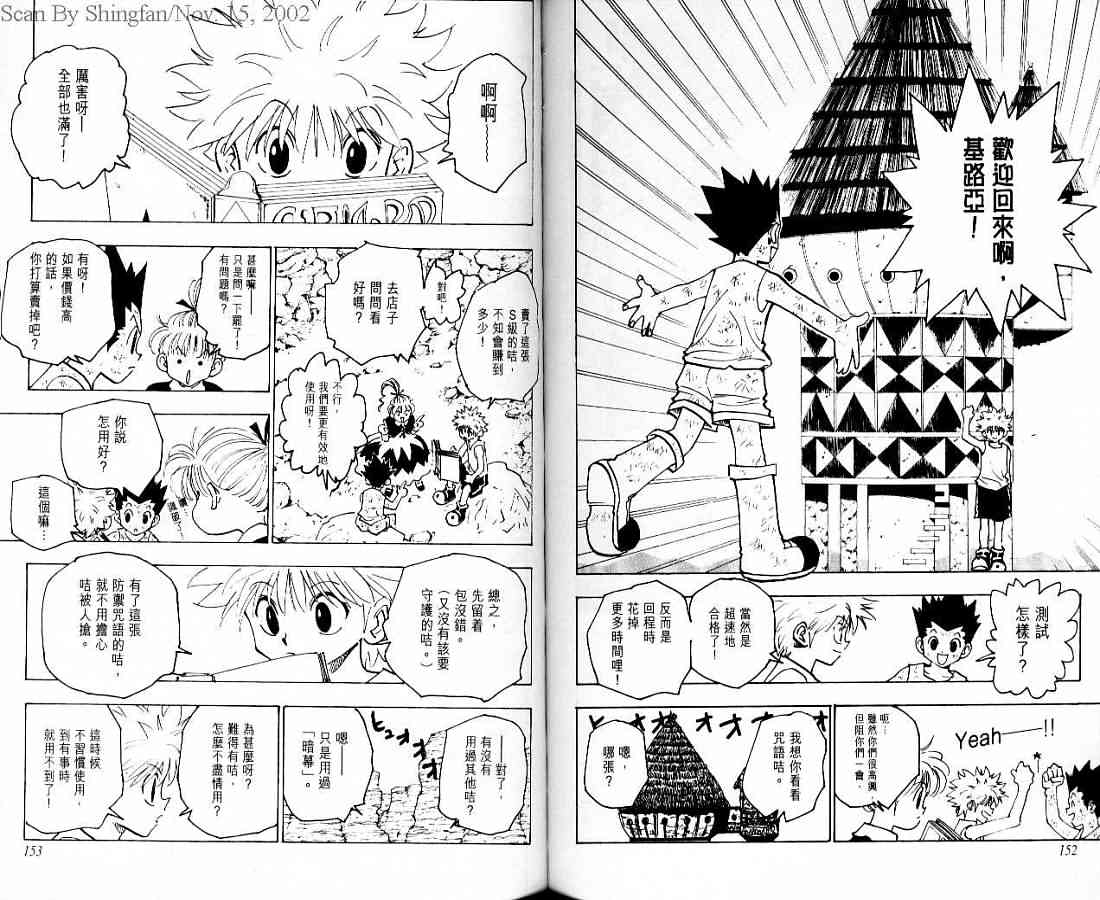 Scan By Shingfan/Nov. 15, 2002
歡迎回來啊，
基路亞！
測試
怎樣了？
當然是
超速地
合格了！
反而是
回程時
花掉
更多時間哩！
Yeah—!!
呃…
雖然你們很高興
但阻你們一會，
我想你看看
咒語咭。
嗯，
哪張？
152
啊啊～
厲害呀—
全部也滿了！
賣了這張
S級的咭，
不知會賺到
多少！
對吧，
去店子
問問看
好嗎？
不行，
我們要更有效地
使用呀！
甚麼嘛—
只是問一下罷了！
有問題嗎？
有呀！
如果價錢高
的話，
你打算賣掉吧？
你說
怎用好？
這個嘛…
總之，
先留着
包沒錯。
（又沒有該要
守護的咭。）
有了這張
防禦咒語的咭，
就不用擔心
咭被人搶。
——對了，
有沒有
用過其他咭？
嗯——
只是用過
「暗幕」。
為甚麼呀？
難得有咭，
怎麼不盡情用？
這時候
不習慣使用，
到有事時
就用不到了！
153